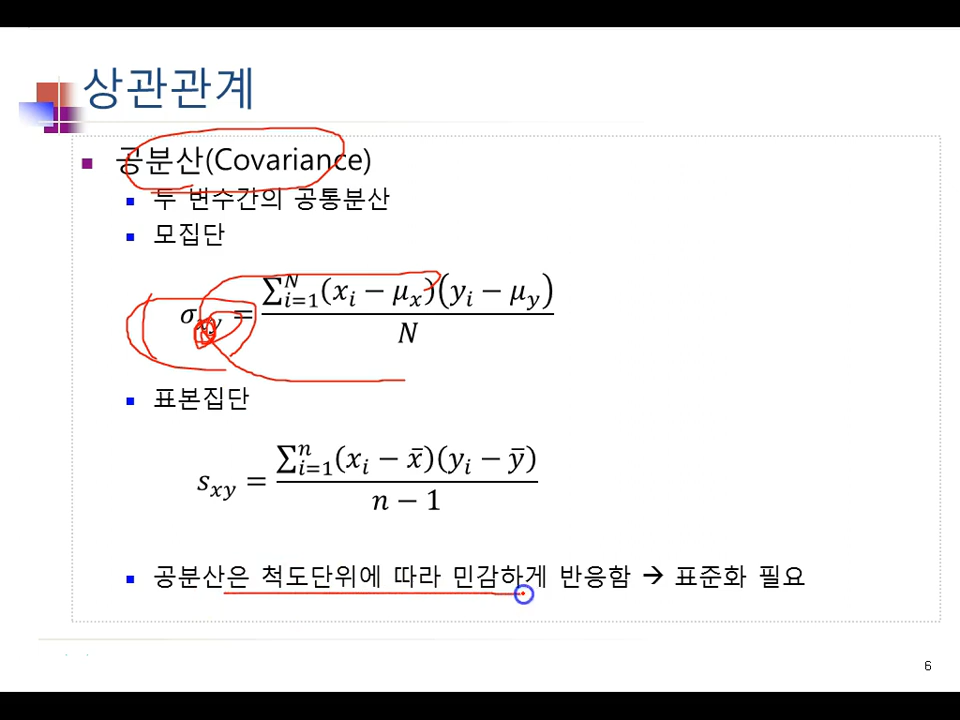 상관관계
공분산(Covariance)
두 변수간의 공통분산
모집단
σ_xy = ∑_{i=1}^{N}(x_i − μ_x)(y_i − μ_y) / N
표본집단
s_xy = ∑_{i=1}^{n}(x_i − x̄)(y_i − ȳ) / n − 1
공분산은 척도단위에 따라 민감하게 반응함 → 표준화 필요
6